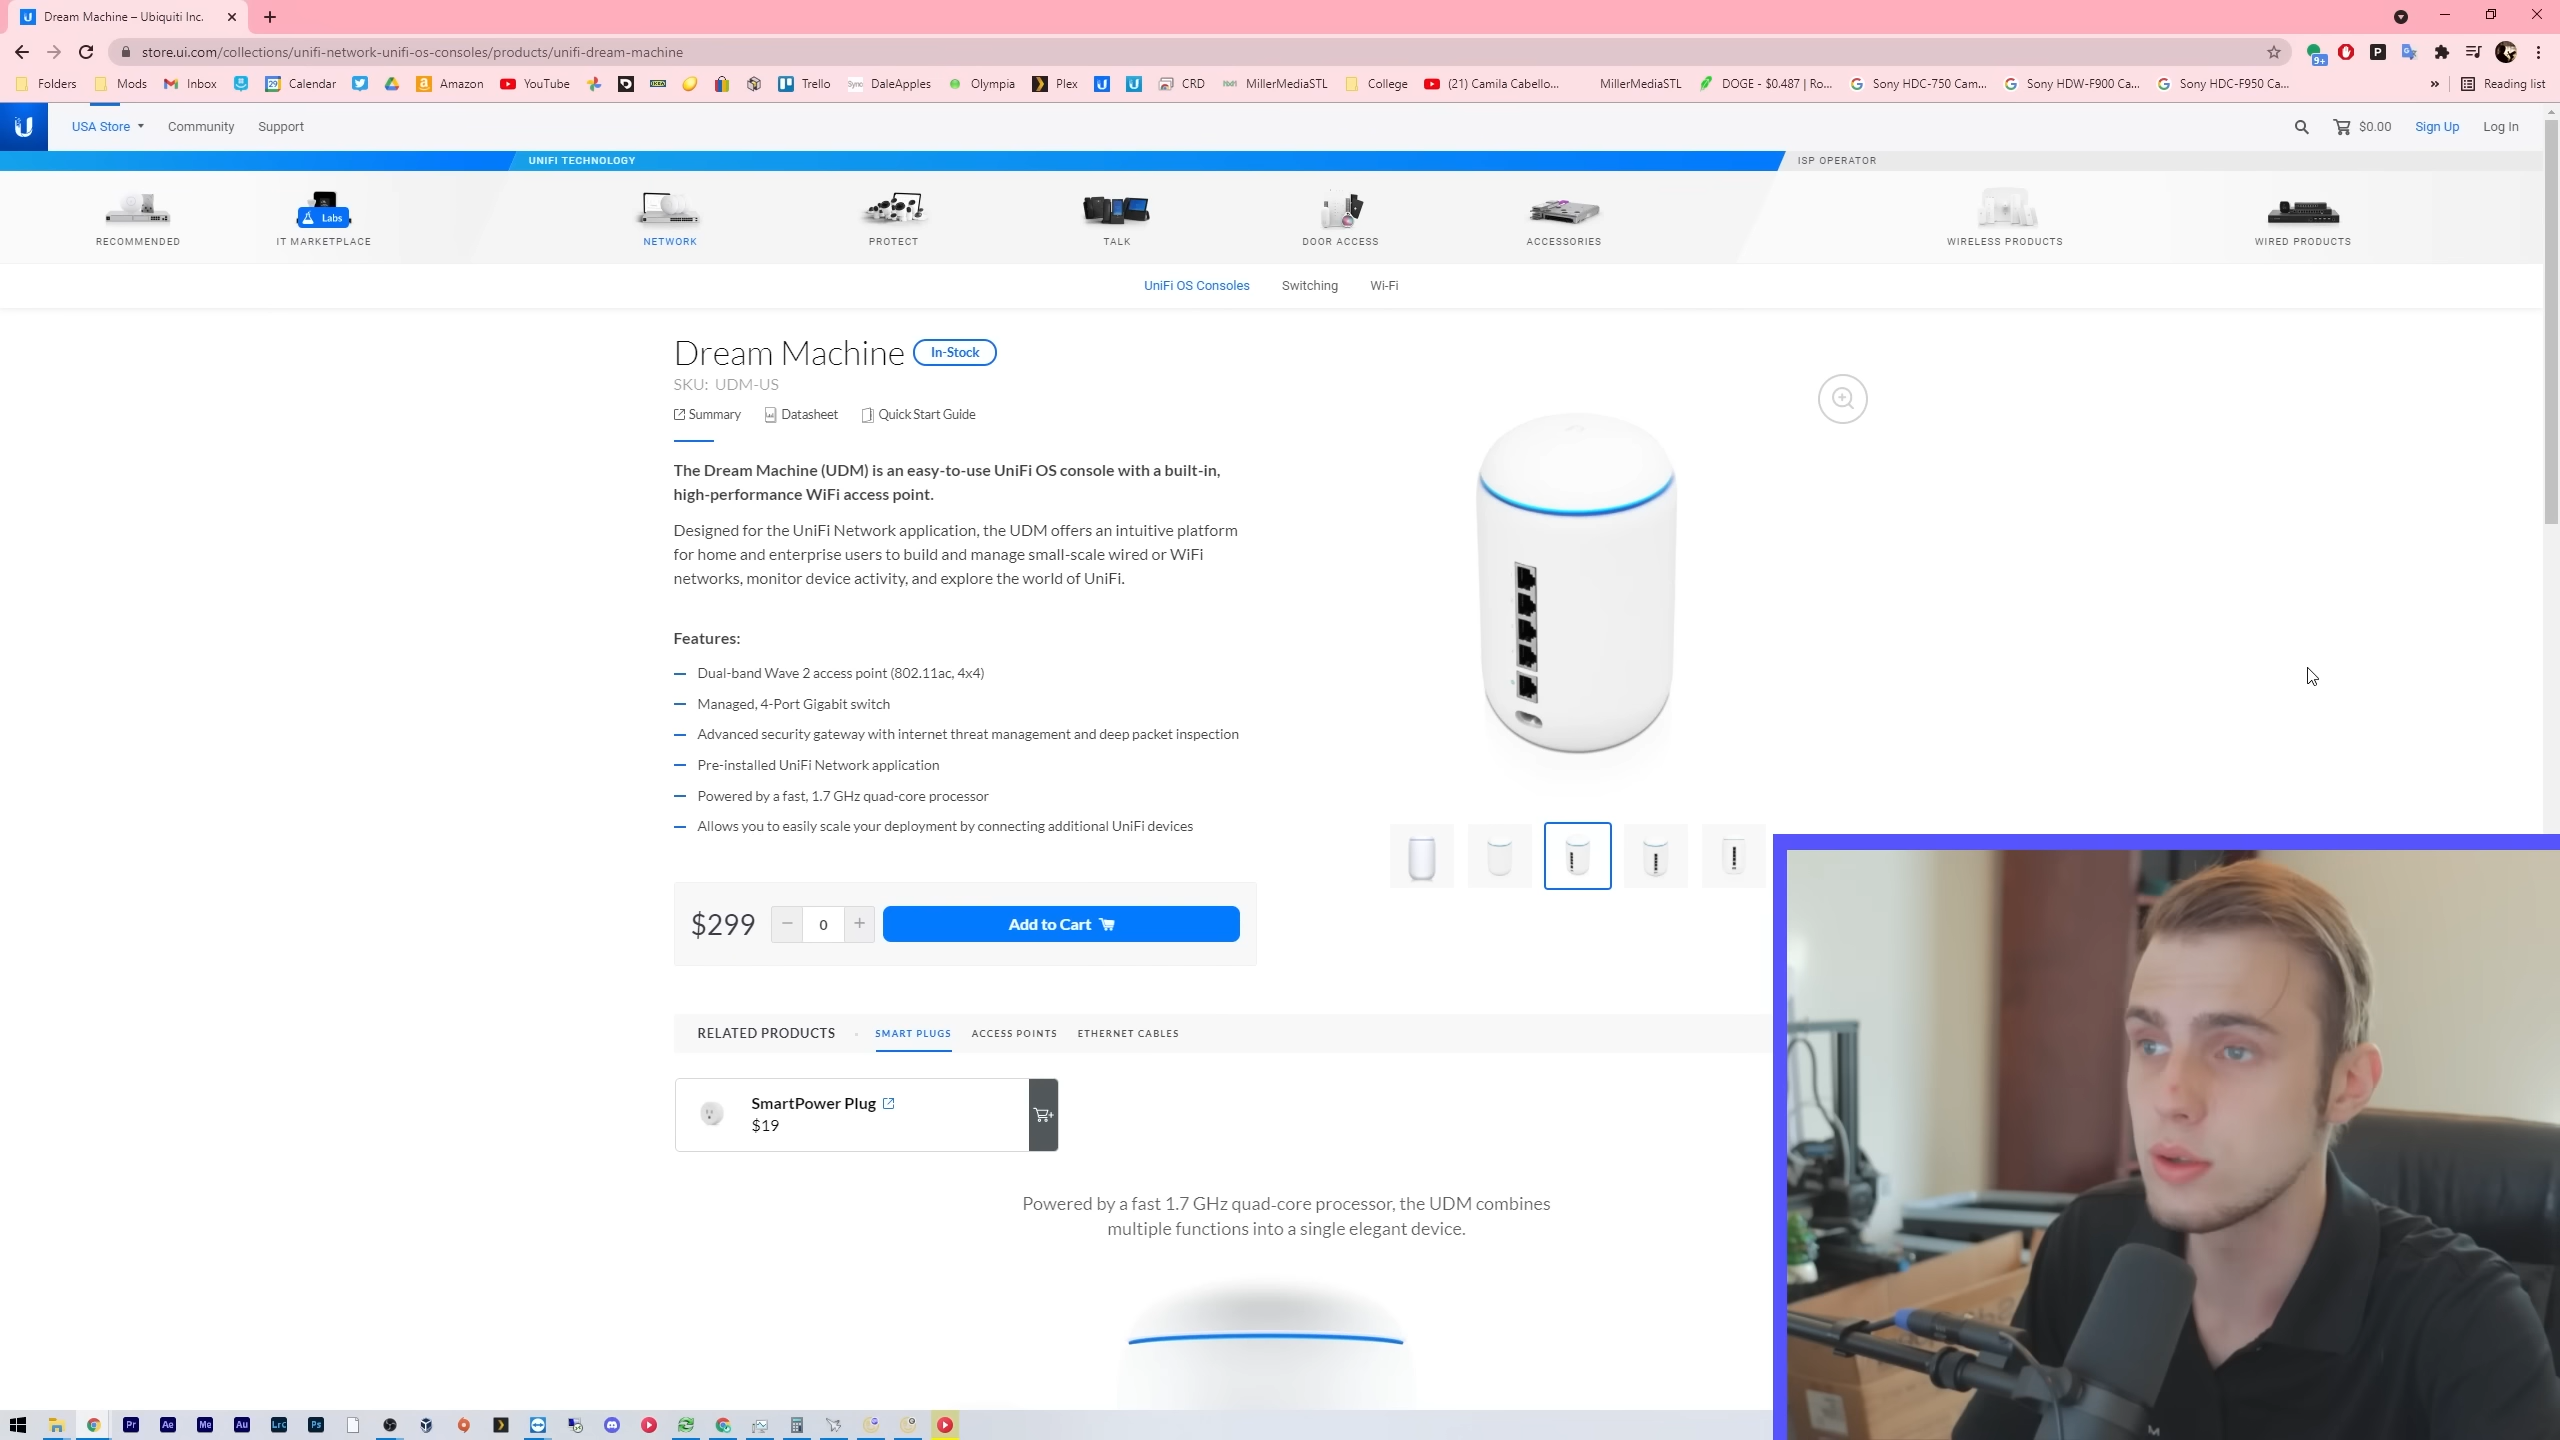 Dream Machine – Ubiquiti Inc.
store.ui.com/collections/unifi-network-unifi-os-consoles/products/unifi-dream-machine
9+
Folders Mods Inbox 29 Calendar Amazon YouTube IKEA Trello Syno DaleApples Olympia Plex CRD MillerMediaSTL College (21) Camila Cabello... MillerMediaSTL DOGE - $0.487 | Ro... Sony HDC-750 Cam... Sony HDW-F900 Ca... Sony HDC-F950 Ca... » Reading list
USA Store Community Support $0.00 Sign Up Log In
UNIFI TECHNOLOGY ISP OPERATOR
Labs
RECOMMENDED IT MARKETPLACE NETWORK PROTECT TALK DOOR ACCESS ACCESSORIES WIRELESS PRODUCTS WIRED PRODUCTS
UniFi OS Consoles Switching Wi-Fi
Dream Machine In-Stock
SKU: UDM-US
Summary Datasheet Quick Start Guide
The Dream Machine (UDM) is an easy-to-use UniFi OS console with a built-in,
high-performance WiFi access point.
Designed for the UniFi Network application, the UDM offers an intuitive platform
for home and enterprise users to build and manage small-scale wired or WiFi
networks, monitor device activity, and explore the world of UniFi.
Features:
Dual-band Wave 2 access point (802.11ac, 4x4)
Managed, 4-Port Gigabit switch
Advanced security gateway with internet threat management and deep packet inspection
Pre-installed UniFi Network application
Powered by a fast, 1.7 GHz quad-core processor
Allows you to easily scale your deployment by connecting additional UniFi devices
$299 − 0 + Add to Cart
RELATED PRODUCTS SMART PLUGS ACCESS POINTS ETHERNET CABLES
SmartPower Plug
$19
Powered by a fast 1.7 GHz quad-core processor, the UDM combines
multiple functions into a single elegant device.
Pr Ae Me Au Lrc Ps